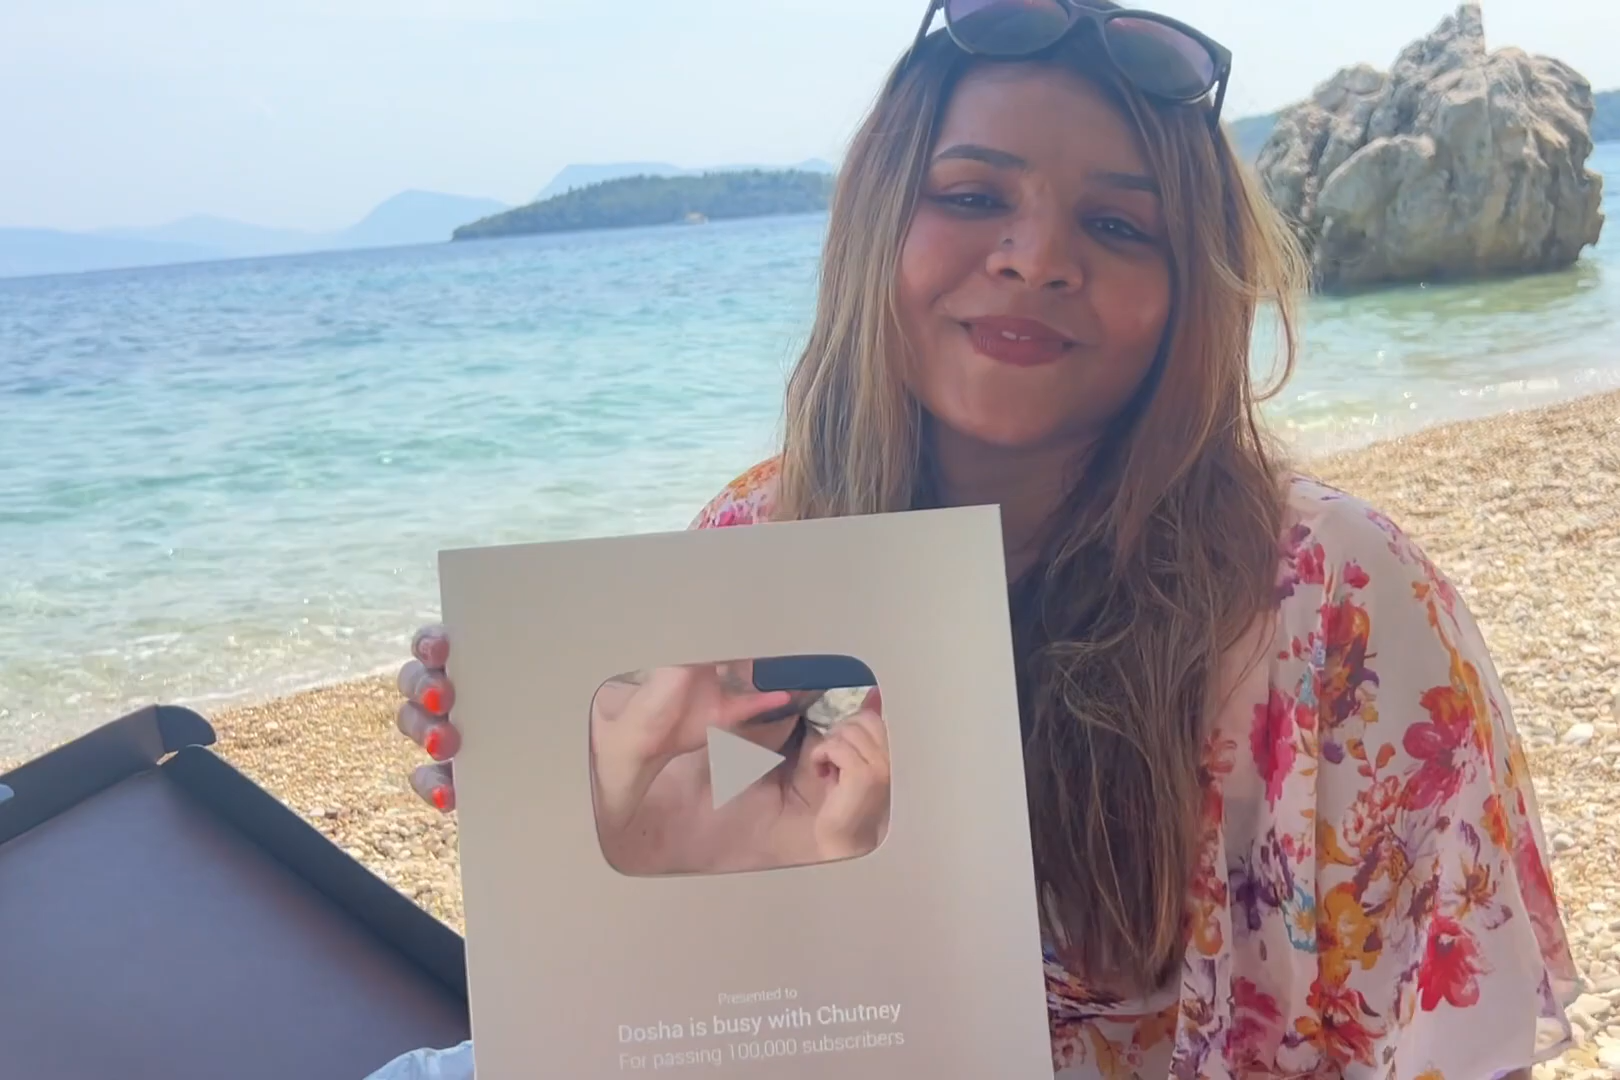 Presented to
Dosha is busy with Chutney
For passing 100,000 subscribers